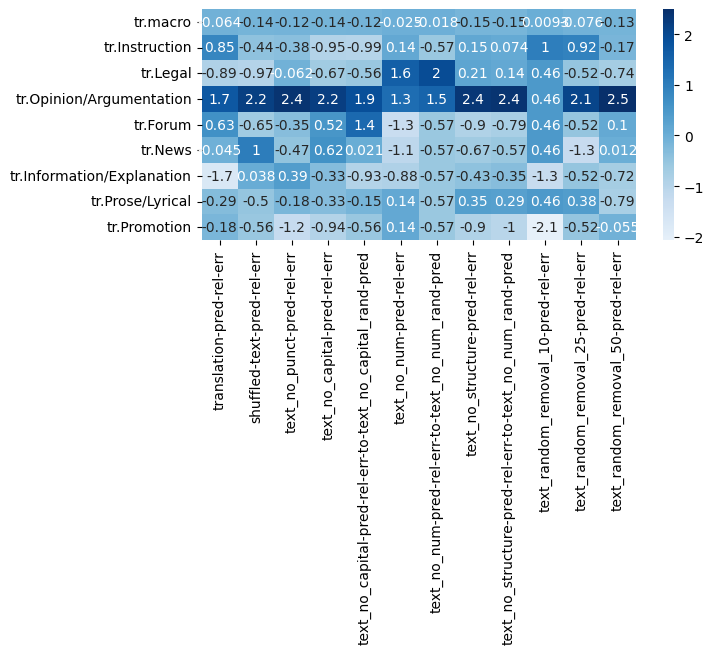 tr.macro -0.064 -0.14 -0.12 -0.14 -0.12 -0.025 -0.018 -0.15 -0.15 0.0093 -0.076 -0.13
tr.Instruction 0.85 -0.44 -0.38 -0.95 -0.99 0.14 -0.57 0.15 0.074 1 0.92 -0.17
tr.Legal -0.89 -0.97 -0.062 -0.67 -0.56 1.6 2 0.21 0.14 0.46 -0.52 -0.74
tr.Opinion/Argumentation 1.7 2.2 2.4 2.2 1.9 1.3 1.5 2.4 2.4 0.46 2.1 2.5
tr.Forum 0.63 -0.65 -0.35 0.52 1.4 -1.3 -0.57 -0.9 -0.79 0.46 -0.52 0.1
tr.News -0.045 1 -0.47 0.62 0.021 -1.1 -0.57 -0.67 -0.57 0.46 -1.3 0.012
tr.Information/Explanation -1.7 0.038 0.39 -0.33 -0.93 -0.88 -0.57 -0.43 -0.35 -1.3 -0.52 -0.72
tr.Prose/Lyrical -0.29 -0.5 -0.18 -0.33 -0.15 0.14 -0.57 0.35 0.29 0.46 0.38 -0.79
tr.Promotion -0.18 -0.56 -1.2 -0.94 -0.56 0.14 -0.57 -0.9 -1 -2.1 -0.52 -0.055
translation-pred-rel-err
shuffled-text-pred-rel-err
text_no_punct-pred-rel-err
text_no_capital-pred-rel-err
text_no_capital-pred-rel-err-to-text_no_capital_rand-pred
text_no_num-pred-rel-err
text_no_num-pred-rel-err-to-text_no_num_rand-pred
text_no_structure-pred-rel-err
text_no_structure-pred-rel-err-to-text_no_num_rand-pred
text_random_removal_10-pred-rel-err
text_random_removal_25-pred-rel-err
text_random_removal_50-pred-rel-err
2
1
0
-1
-2